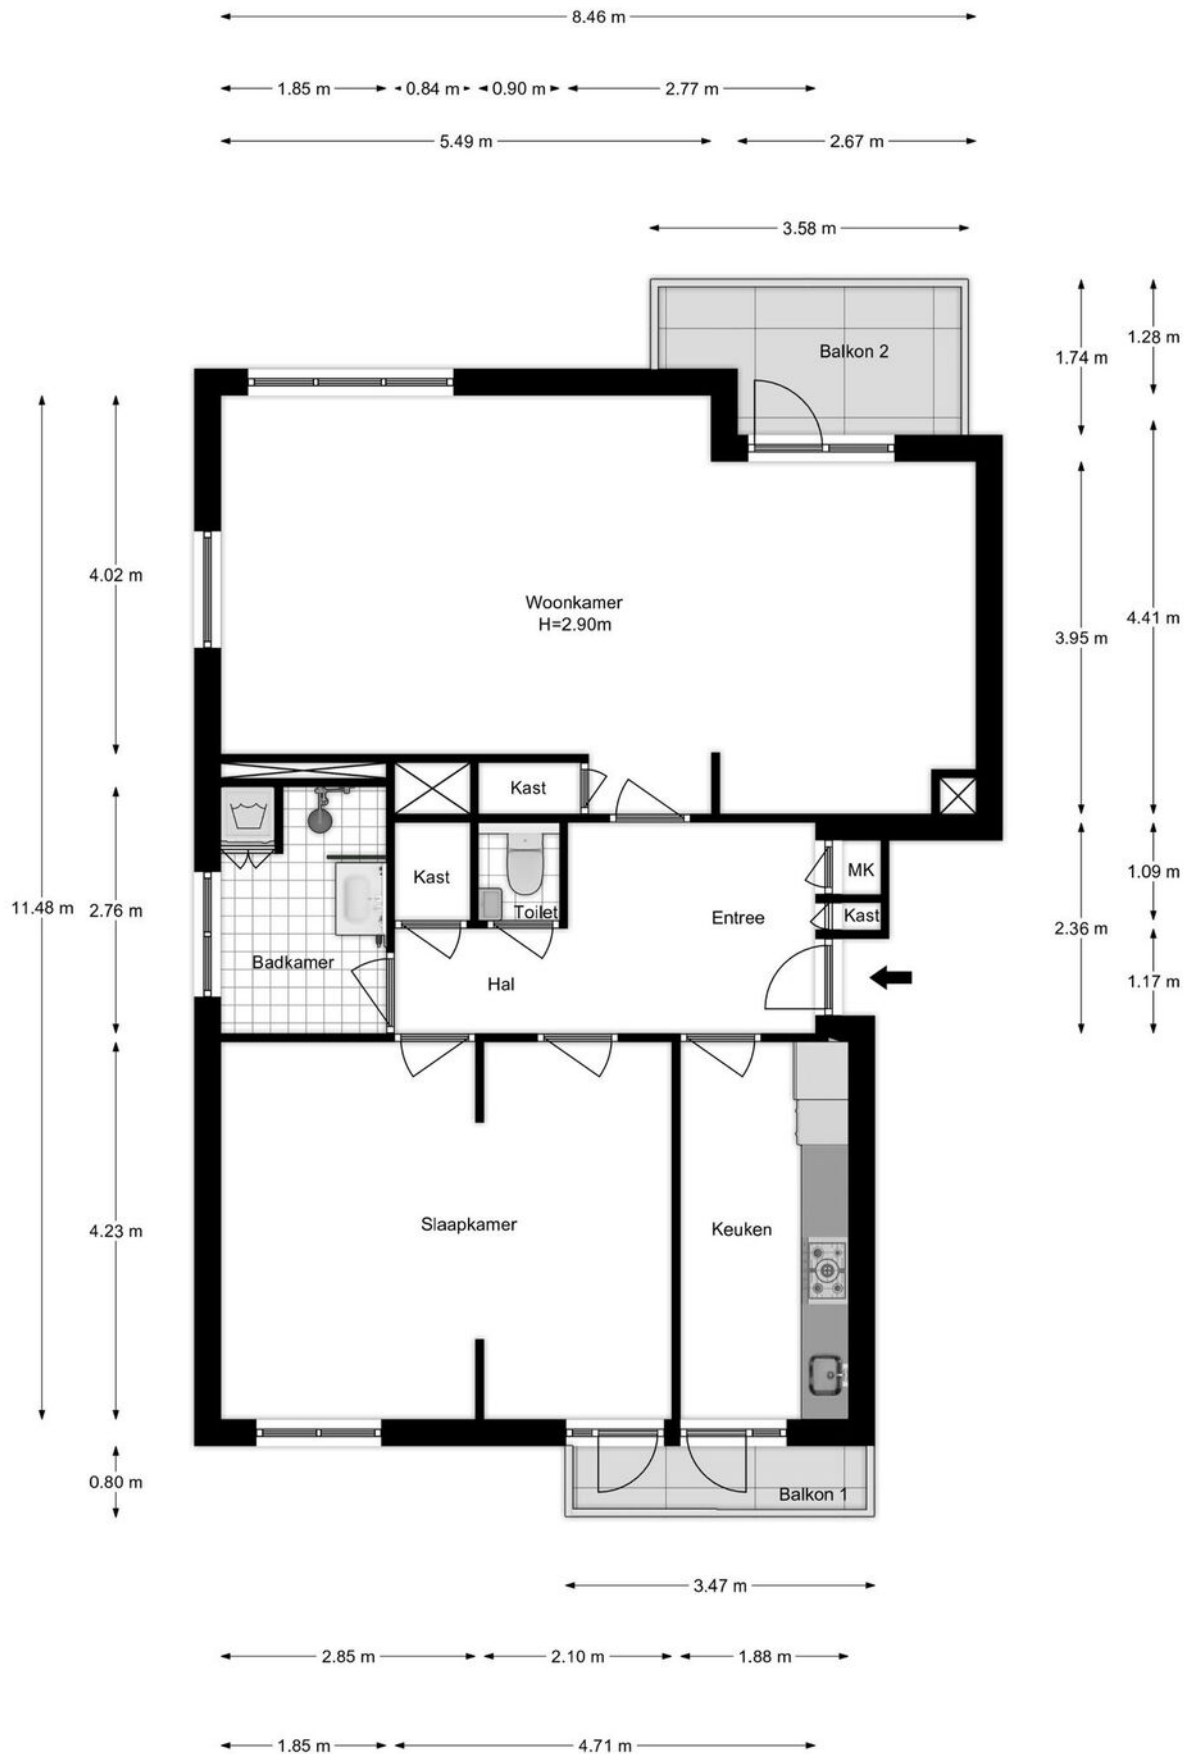 8.46 m
1.85 m 0.84 m 0.90 m 2.77 m
5.49 m 2.67 m
3.58 m
1.28 m
1.74 m
Balkon 2
4.02 m
Woonkamer
H=2.90m
4.41 m
3.95 m
Kast
Kast
MK
1.09 m
11.48 m
2.76 m
Toilet
Entree
Kast
2.36 m
Badkamer
Hal
1.17 m
4.23 m
Slaapkamer
Keuken
0.80 m
Balkon 1
3.47 m
2.85 m 2.10 m 1.88 m
1.85 m 4.71 m